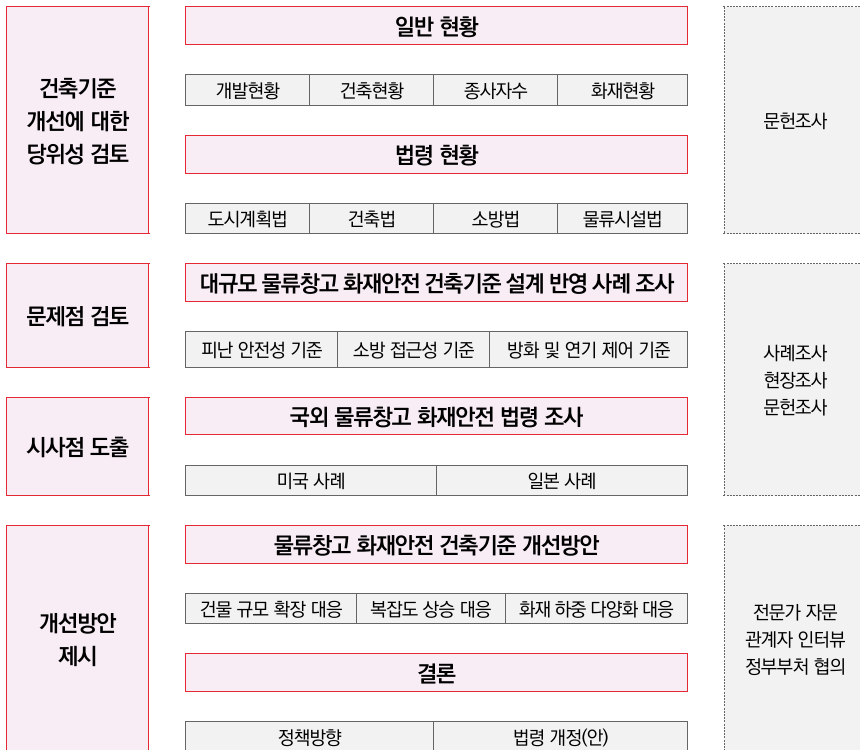 건축기준
개선에 대한
당위성 검토
일반 현황
개발현황 건축현황 종사자수 화재현황
법령 현황
도시계획법 건축법 소방법 물류시설법
문헌조사
문제점 검토
대규모 물류창고 화재안전 건축기준 설계 반영 사례 조사
피난 안전성 기준 소방 접근성 기준 방화 및 연기 제어 기준
시사점 도출
국외 물류창고 화재안전 법령 조사
미국 사례 일본 사례
사례조사
현장조사
문헌조사
개선방안
제시
물류창고 화재안전 건축기준 개선방안
건물 규모 확장 대응 복잡도 상승 대응 화재 하중 다양화 대응
결론
정책방향 법령 개정(안)
전문가 자문
관계자 인터뷰
정부부처 협의